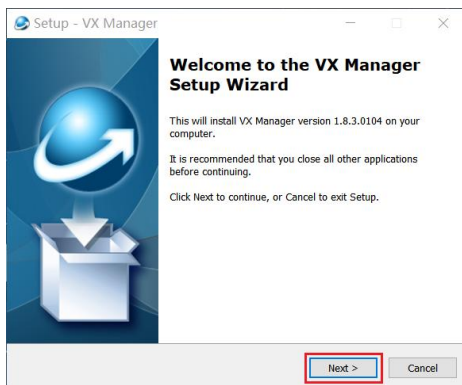 Setup - VX Manager
Welcome to the VX Manager
Setup Wizard
This will install VX Manager version 1.8.3.0104 on your
computer.
It is recommended that you close all other applications
before continuing.
Click Next to continue, or Cancel to exit Setup.
Next >
Cancel